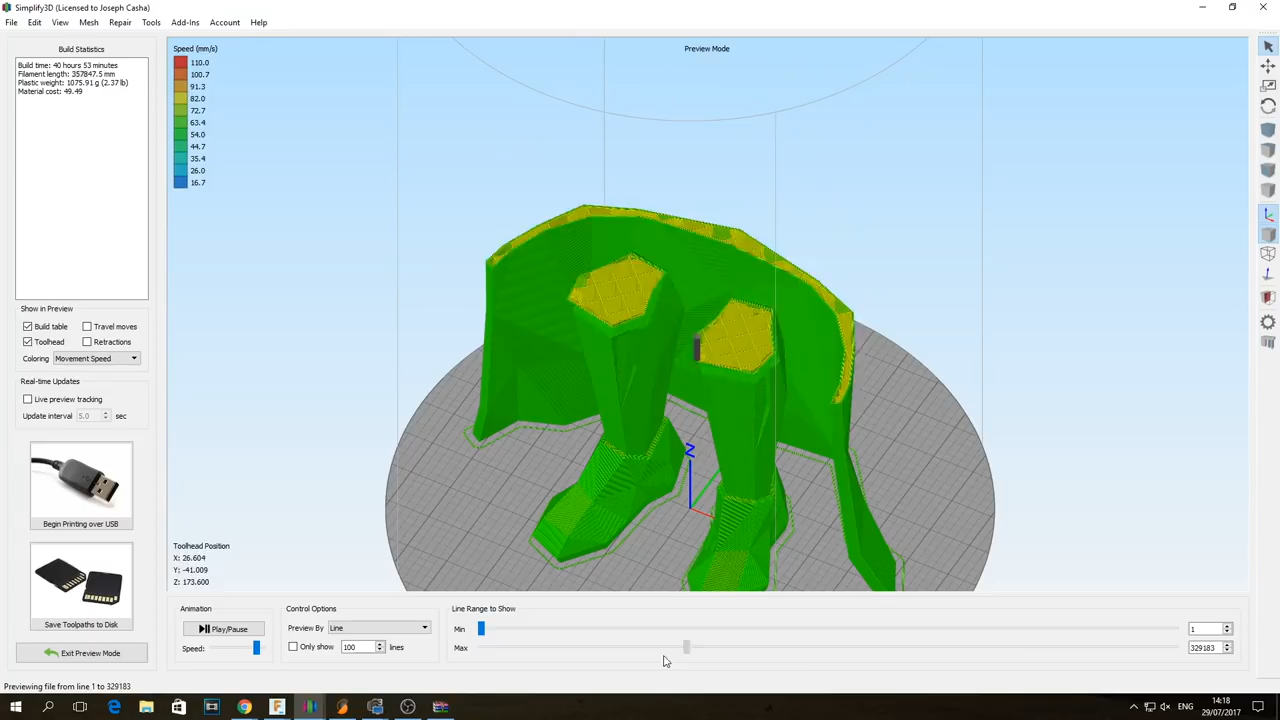 Simplify3D (Licensed to Joseph Casha)
File Edit View Mesh Repair Tools Add-Ins Account Help
Build Statistics
Build time: 40 hours 53 minutes
Filament length: 357847.5 mm
Plastic weight: 1075.91 g (2.37 lb)
Material cost: 49.49
Show in Preview
Build table Travel moves
Toolhead Retractions
Coloring Movement Speed
Real-time Updates
Live preview tracking
Update interval 5.0 sec
Begin Printing over USB
Save Toolpaths to Disk
Exit Preview Mode
Speed (mm/s)
110.0
100.7
91.3
82.0
72.7
63.4
54.0
44.7
35.4
26.0
16.7
Preview Mode
Z
Toolhead Position
X: 26.604
Y: -41.009
Z: 173.600
Animation
Play/Pause
Speed:
Control Options
Preview By Line
Only show 100 lines
Line Range to Show
Min 1
Max 329183
Previewing file from line 1 to 329183
ENG
14:18
29/07/2017